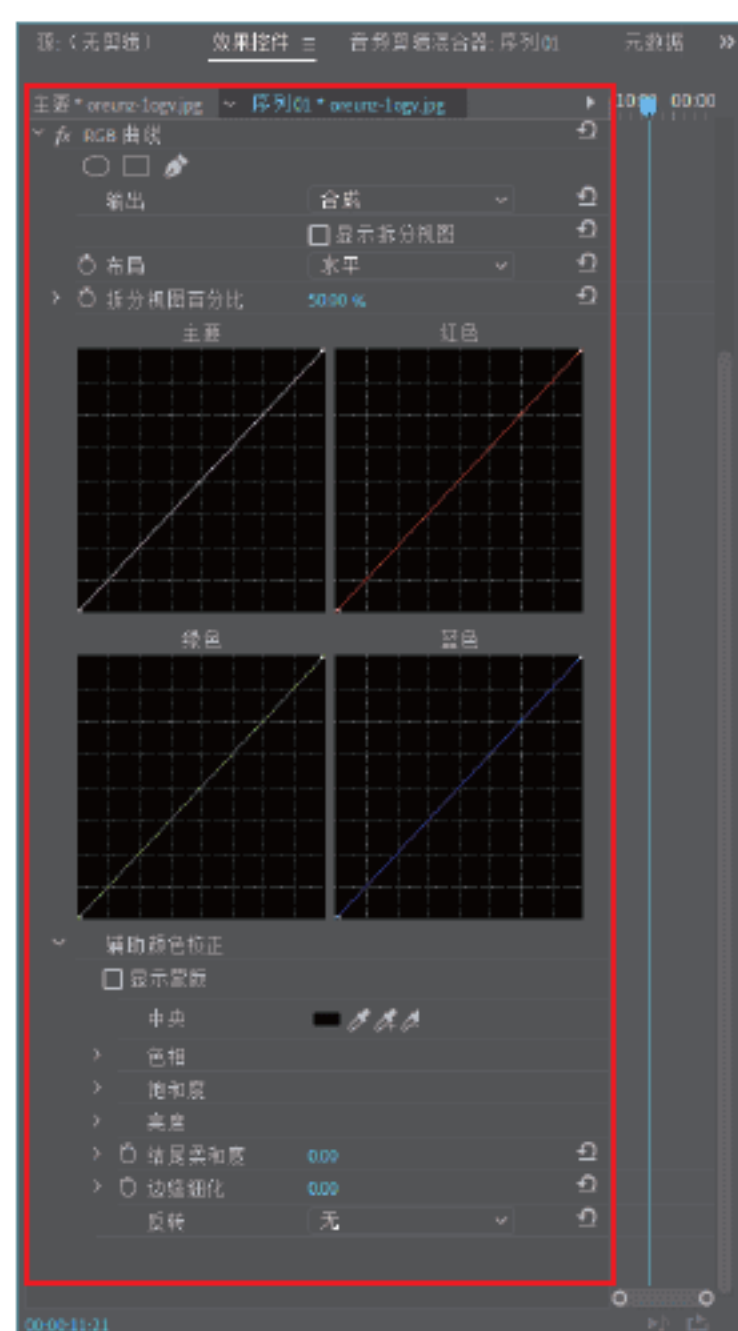 源:(无剪辑) 效果控件 音频剪辑混合器:序列01 元数据
主要*oreunz-1ogv.jpg 序列01*oreunz-1ogv.jpg 00:00
fx RGB 曲线
输出 合成
显示拆分视图
布局 水平
拆分视图百分比 50.00 %
主要 红色
绿色 蓝色
辅助颜色校正
显示蒙版
中央
色相
饱和度
亮度
结尾柔和度 0.00
边缘细化 0.00
反转 无
00:00:11:21